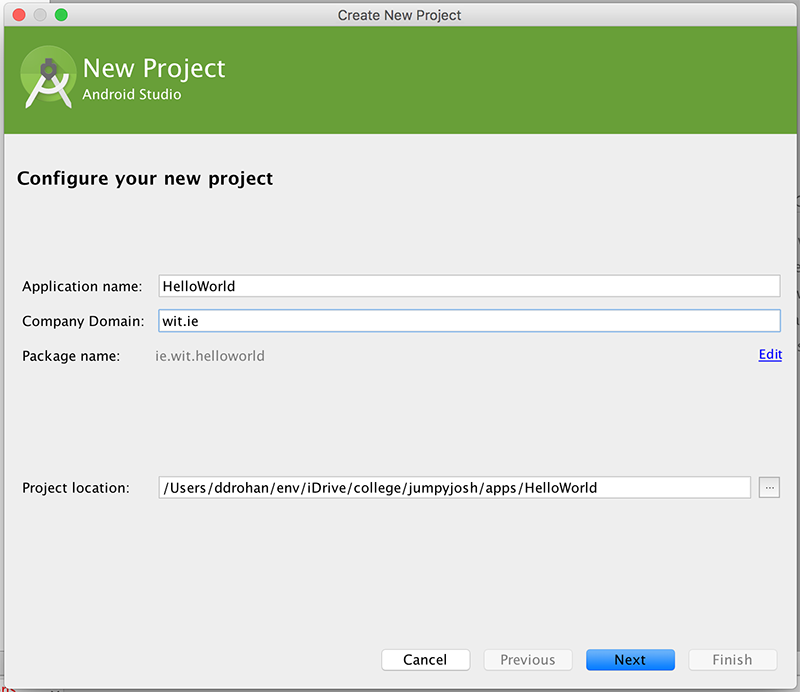 Create New Project
New Project
Android Studio
Configure your new project
Application name: HelloWorld
Company Domain: wit.ie
Package name: ie.wit.helloworld Edit
Project location: /Users/ddrohan/env/iDrive/college/jumpyjosh/apps/HelloWorld ...
Cancel Previous Next Finish